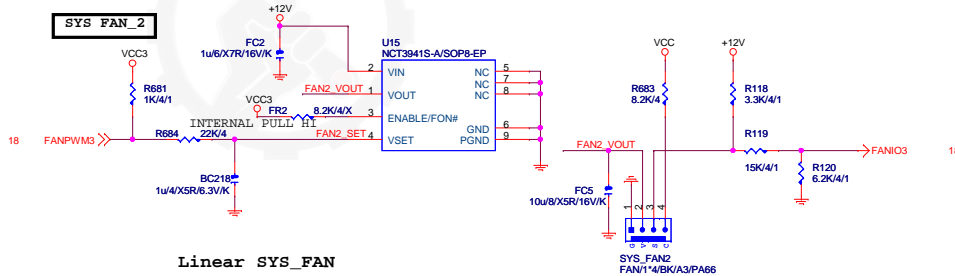 SYS FAN_2
+12V
FC2
1u/6/X7R/16V/K
U15
NCT3941S-A/SOP8-EP
VCC3
R681
1K/4/1
2 VIN
NC 5
NC 7
FAN2_VOUT 1 VOUT
NC 8
VCC3
FR2 8.2K/4/X
3 ENABLE/FON#
INTERNAL PULL HI
GND 6
18 FANPWM3
R684 22K/4
FAN2_SET 4 VSET
PGND 9
BC218
1u/4/X5R/6.3V/K
VCC
+12V
R683
8.2K/4
R118
3.3K/4/1
FAN2_VOUT
R119
15K/4/1
FANIO3
R120
6.2K/4/1
FC5
10u/8/X5R/16V/K
1 2 3 4
G V S C
SYS_FAN2
FAN/1*4/BK/A3/PA66
Linear SYS_FAN